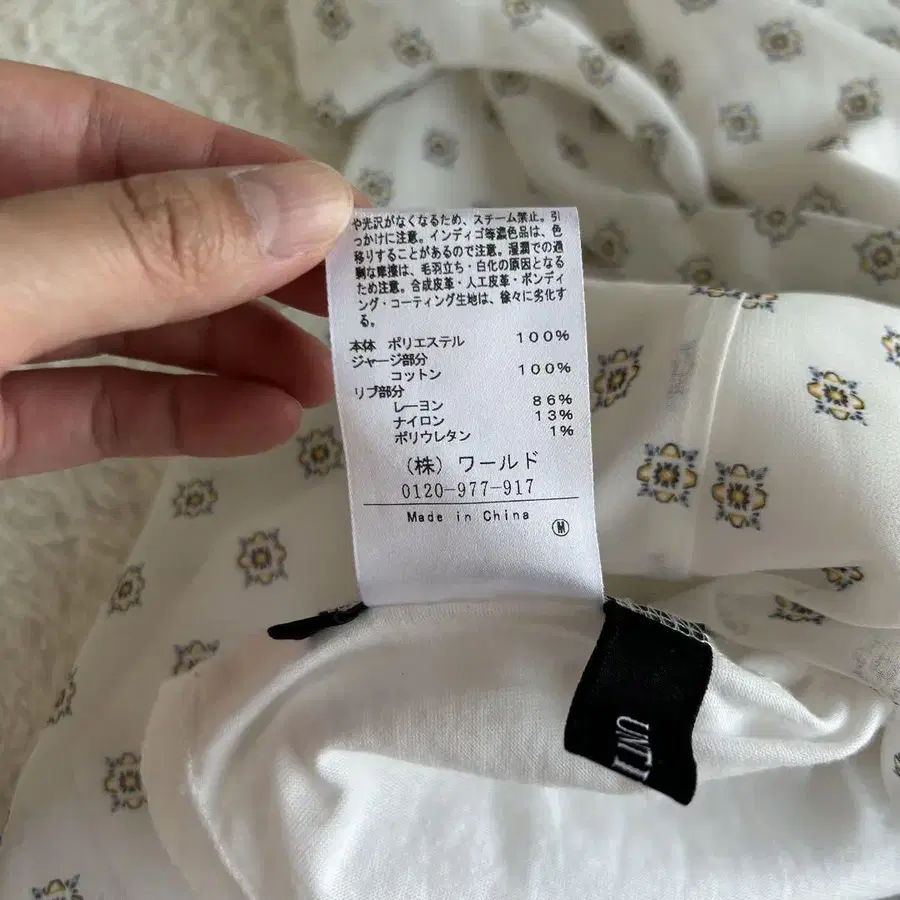 や光沢がなくなるため、スチーム禁止。引
っかけに注意。インディゴ等濃色品は、色
移りすることがあるので注意。湿潤での過
剰な摩擦は、毛羽立ち・白化の原因となる
ため注意。合成皮革・人工皮革・ボンディ
ング・コーティング生地は、徐々に劣化す
る。
本体 ポリエステル 100%
ジャージ部分
コットン 100%
リブ部分
レーヨン 86%
ナイロン 13%
ポリウレタン 1%
(株) ワールド
0120-977-917
Made in China
M
UNTI